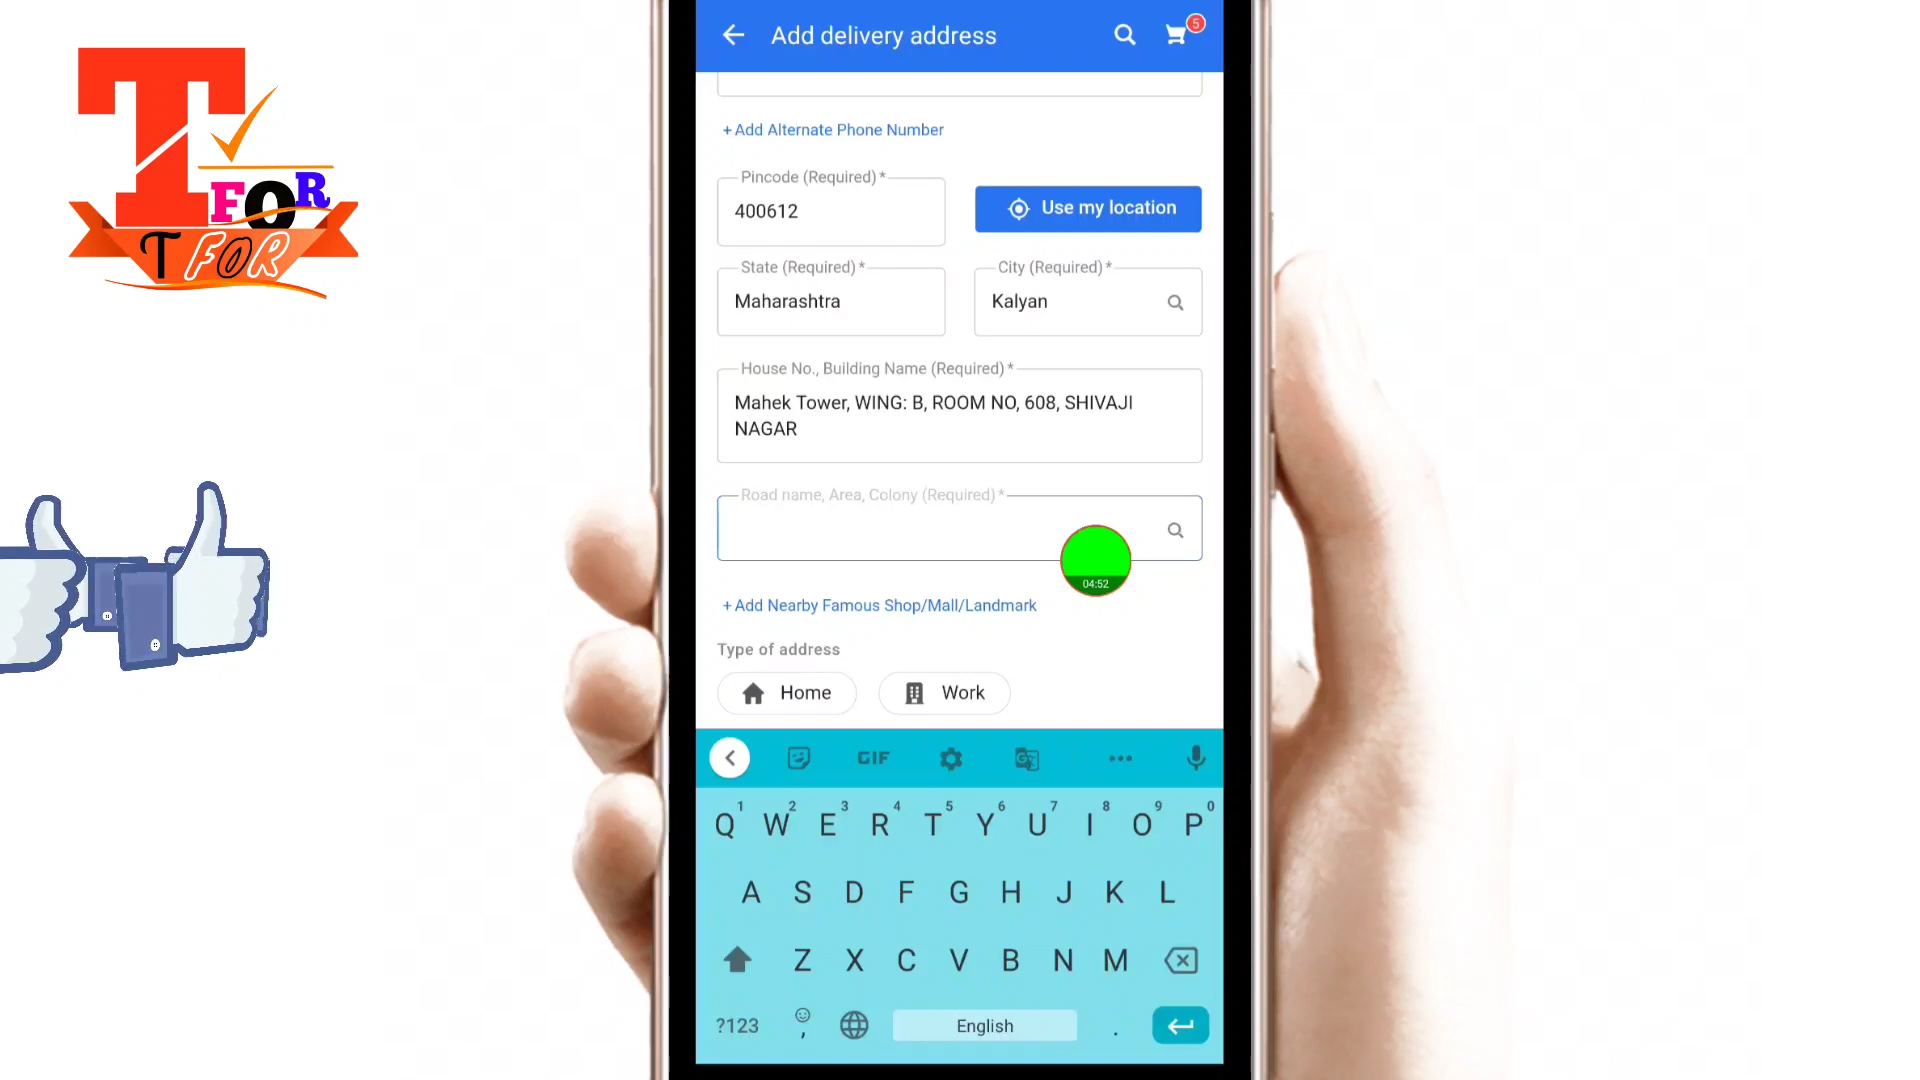 T
FOR
T FOR
Add delivery address
5
+ Add Alternate Phone Number
Pincode (Required) *
400612
Use my location
State (Required) *
Maharashtra
City (Required) *
Kalyan
House No., Building Name (Required) *
Mahek Tower, WING: B, ROOM NO, 608, SHIVAJI
NAGAR
Road name, Area, Colony (Required) *
04:52
+ Add Nearby Famous Shop/Mall/Landmark
Type of address
Home
Work
GIF
1 2 3 4 5 6 7 8 9 0
Q W E R T Y U I O P
A S D F G H J K L
Z X C V B N M
?123 , English .